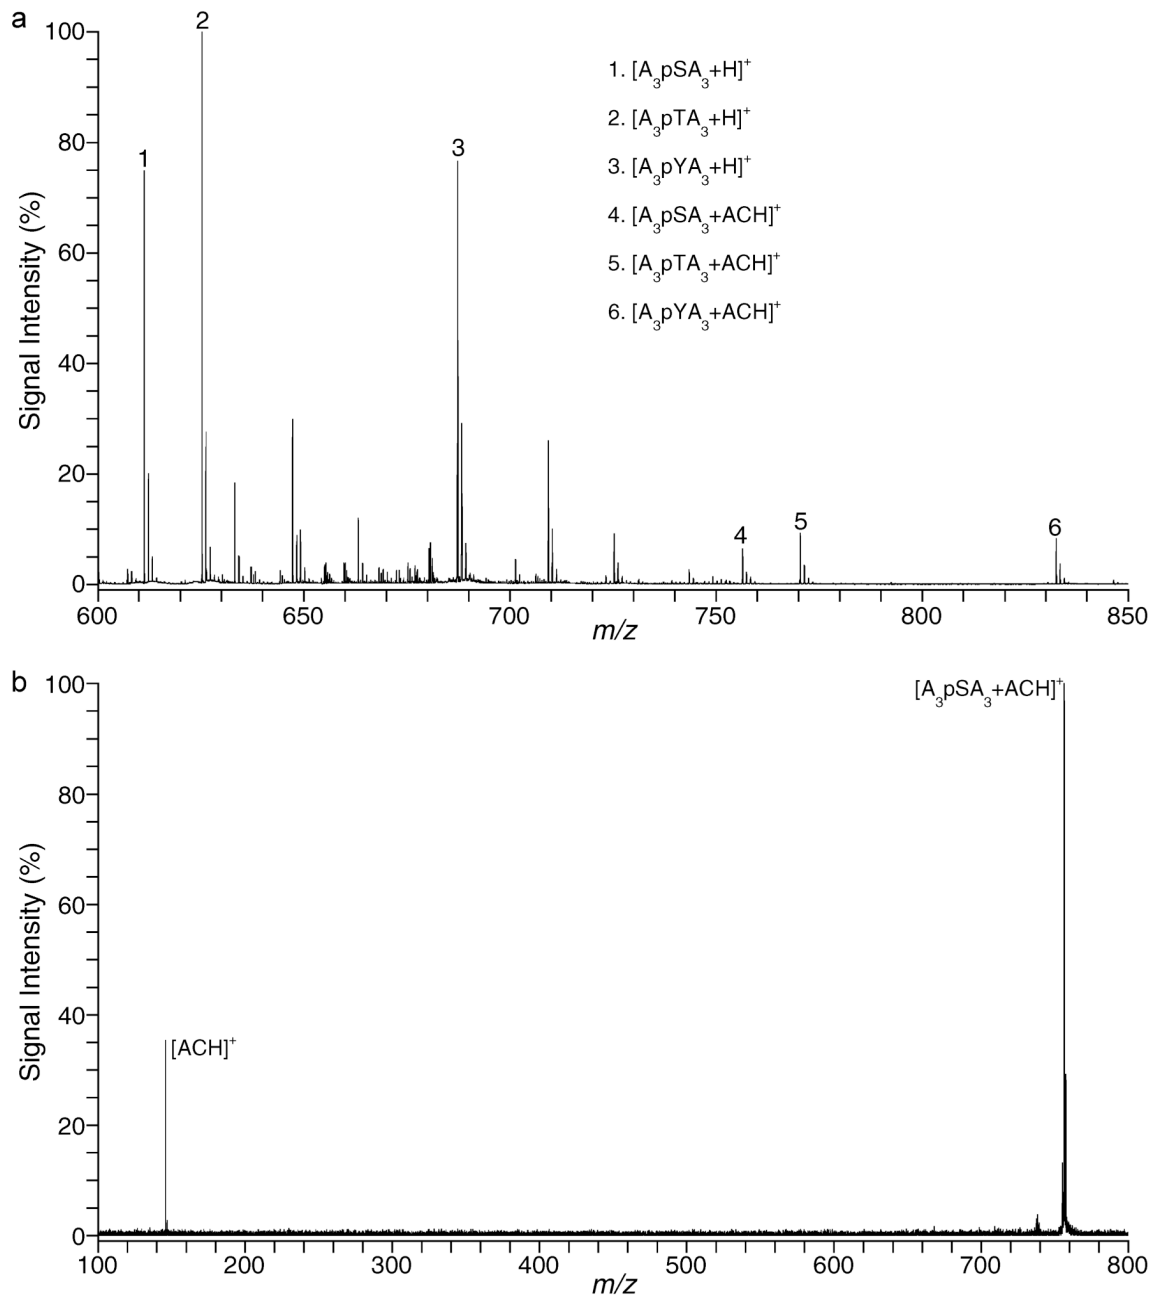 a
100
80
60
40
20
0
Signal Intensity (%)
1
2
3
4
5
6
1. [A3pSA3+H]+
2. [A3pTA3+H]+
3. [A3pYA3+H]+
4. [A3pSA3+ACH]+
5. [A3pTA3+ACH]+
6. [A3pYA3+ACH]+
600 650 700 750 800 850
m/z
b
100
80
60
40
20
0
Signal Intensity (%)
[A3pSA3+ACH]+
[ACH]+
100 200 300 400 500 600 700 800
m/z